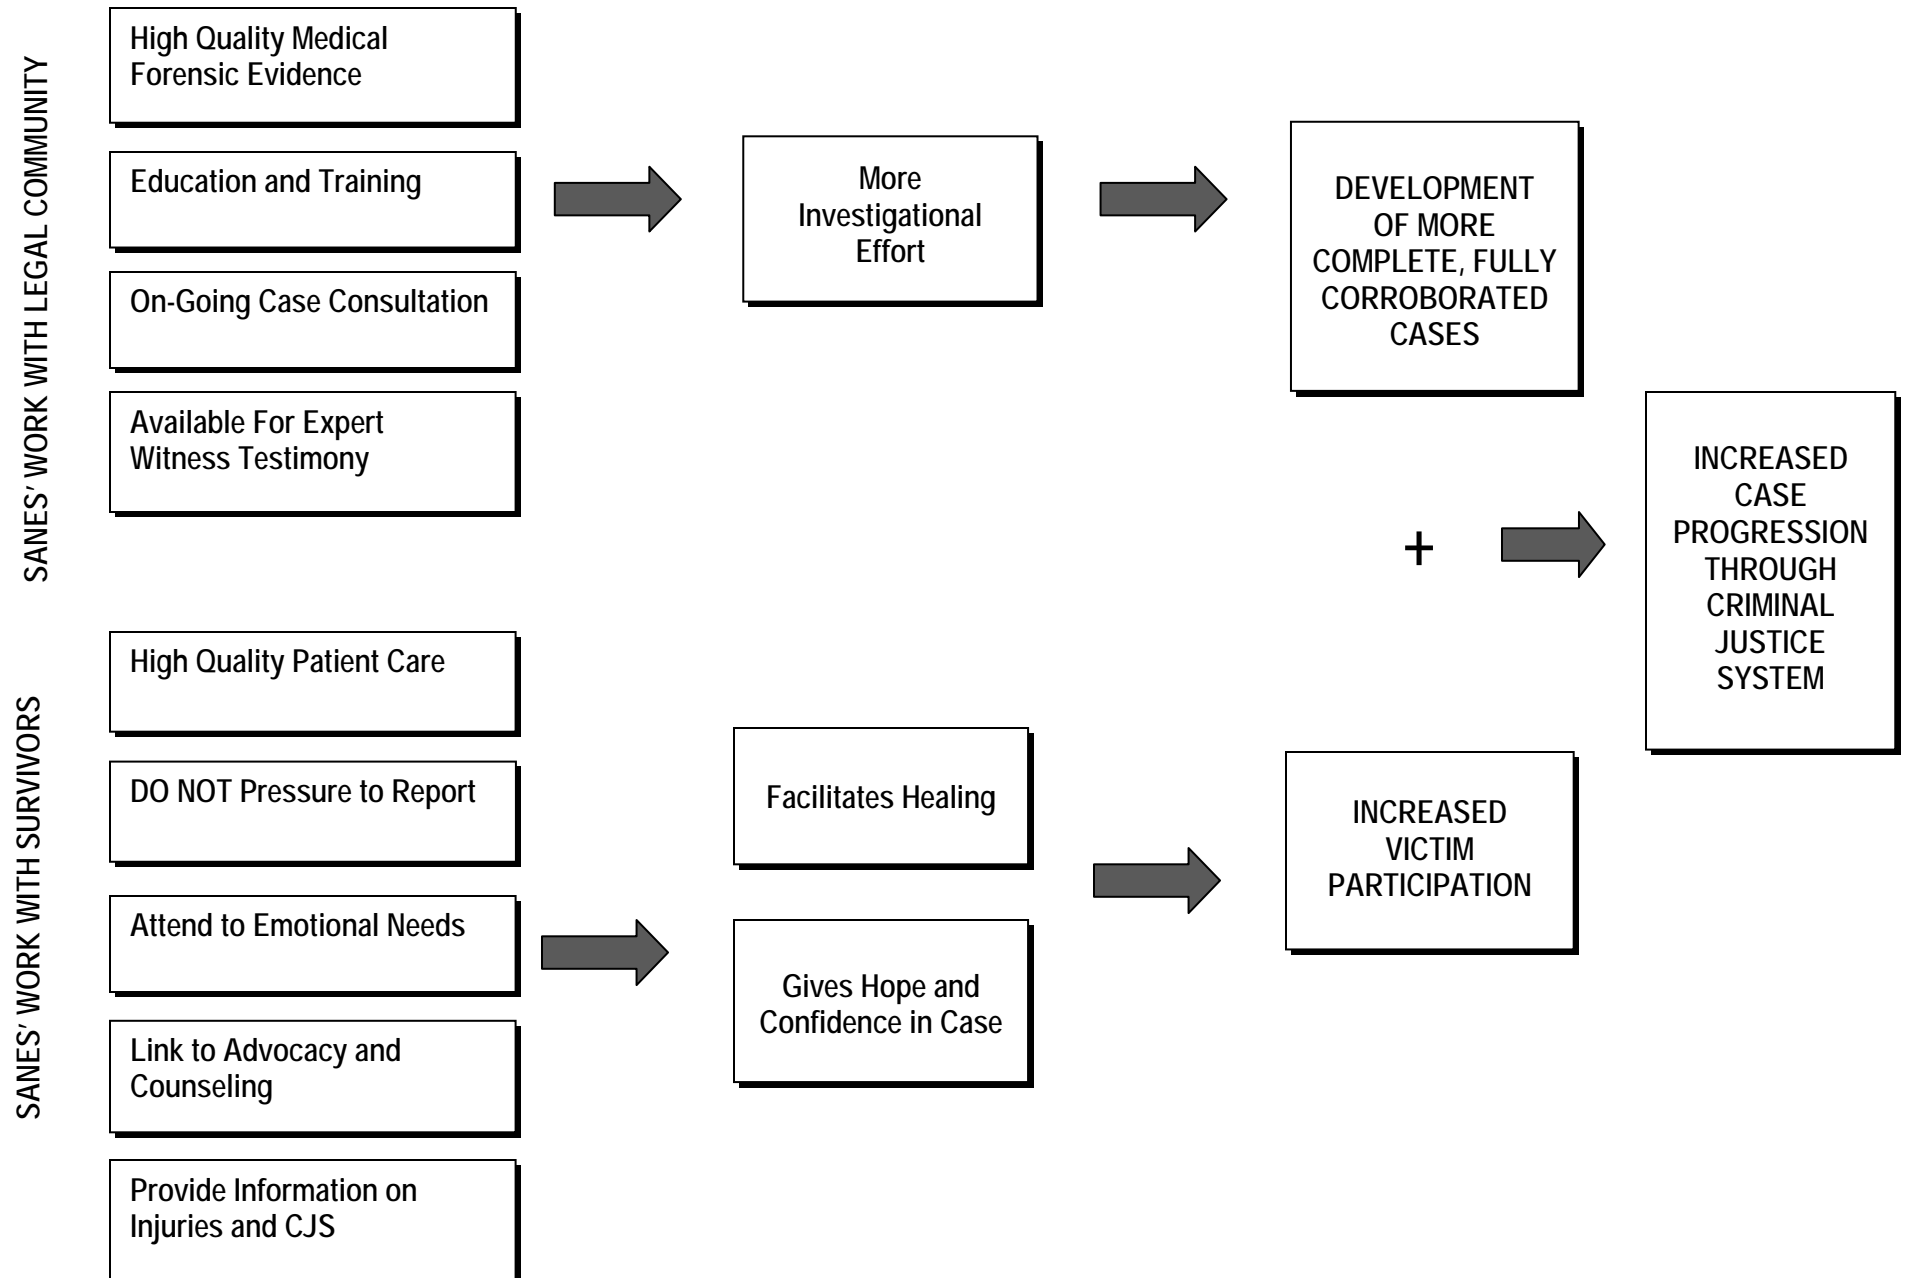 SANES' WORK WITH LEGAL COMMUNITY
High Quality Medical
Forensic Evidence
Education and Training
On-Going Case Consultation
Available For Expert
Witness Testimony
More
Investigational
Effort
DEVELOPMENT
OF MORE
COMPLETE, FULLY
CORROBORATED
CASES
SANES' WORK WITH SURVIVORS
High Quality Patient Care
DO NOT Pressure to Report
Attend to Emotional Needs
Link to Advocacy and
Counseling
Provide Information on
Injuries and CJS
Facilitates Healing
Gives Hope and
Confidence in Case
INCREASED
VICTIM
PARTICIPATION
+
INCREASED
CASE
PROGRESSION
THROUGH
CRIMINAL
JUSTICE
SYSTEM